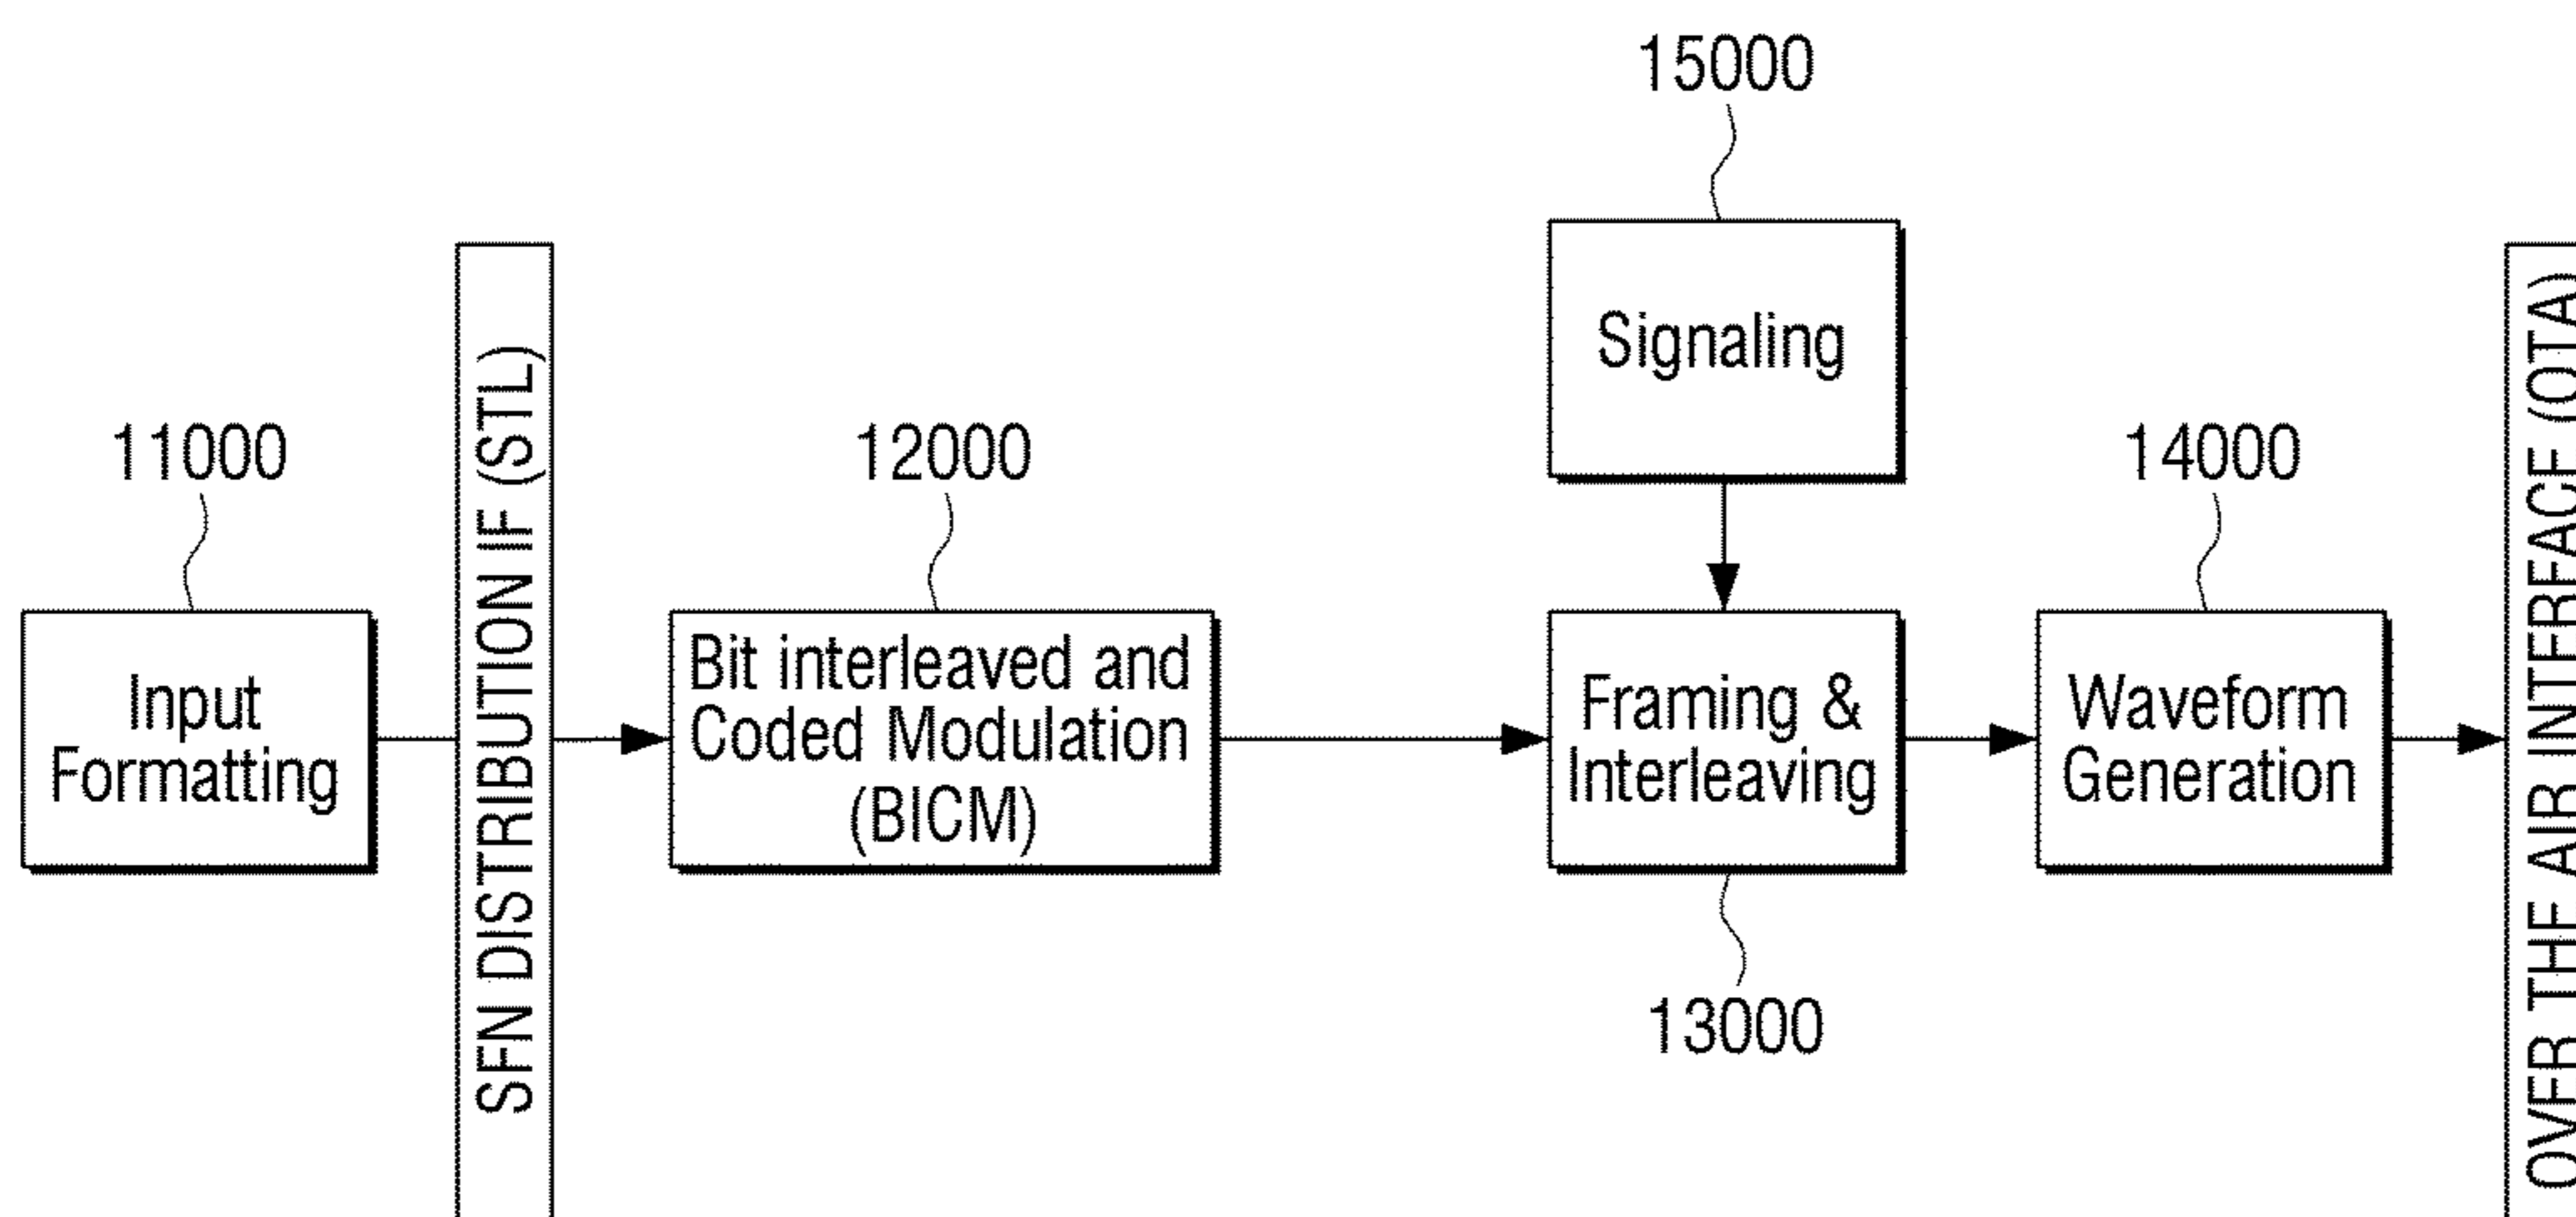 15000
Signaling
11000
SFN DISTRIBUTION IF (STL)
12000
14000
OVER THE AIR INTERFACE (OTA)
Input
Formatting
Bit interleaved and
Coded Modulation
(BICM)
Framing &
Interleaving
Waveform
Generation
13000